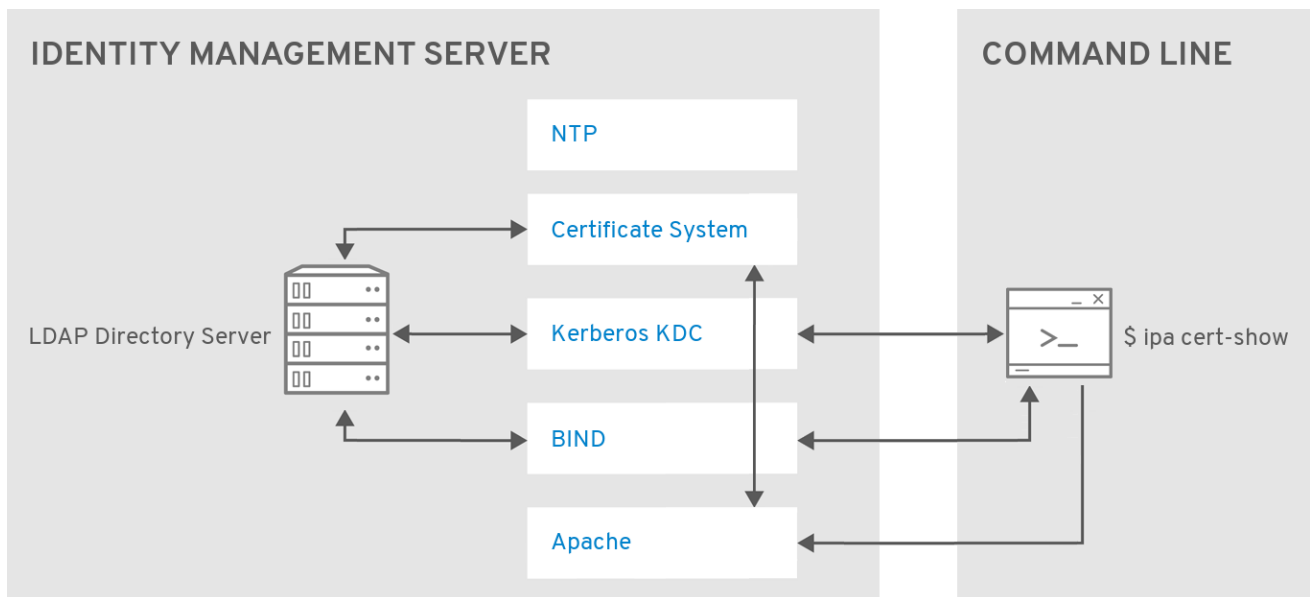 IDENTITY MANAGEMENT SERVER
COMMAND LINE
NTP
Certificate System
LDAP Directory Server
Kerberos KDC
>_
$ ipa cert-show
BIND
Apache